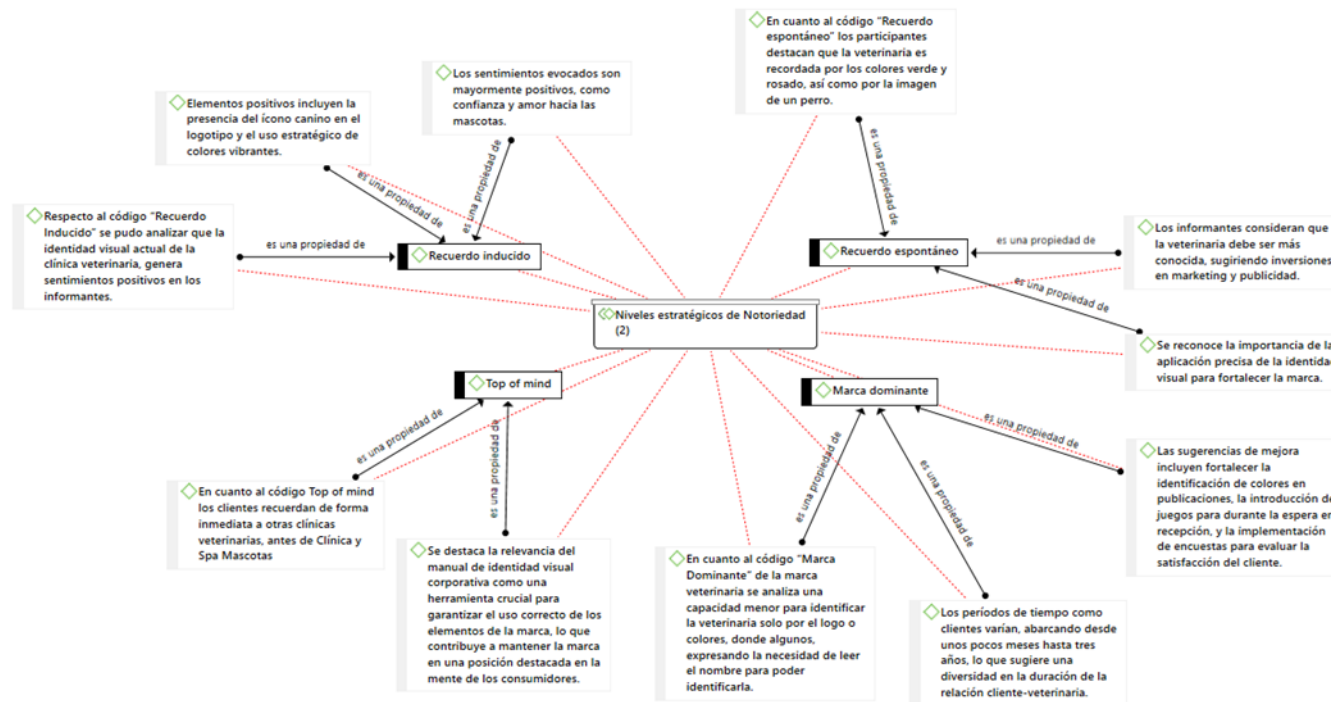 En cuanto al código "Recuerdo
espontáneo" los participantes
destacan que la veterinaria es
recordada por los colores verde y
rosado, así como por la imagen
de un perro.
Los sentimientos evocados son
mayormente positivos, como
confianza y amor hacia las
mascotas.
Elementos positivos incluyen la
presencia del ícono canino en el
logotipo y el uso estratégico de
colores vibrantes.
Respecto al código "Recuerdo
Inducido" se pudo analizar que la
identidad visual actual de la
clínica veterinaria, genera
sentimientos positivos en los
informantes.
es una propiedad de
es una propiedad de
es una propiedad de
Recuerdo inducido
es una propiedad de
Recuerdo espontáneo
es una propiedad de
Los informantes consideran que
la veterinaria debe ser más
conocida, sugiriendo inversiones
en marketing y publicidad.
es una propiedad de
Se reconoce la importancia de la
aplicación precisa de la identidad
visual para fortalecer la marca.
Niveles estratégicos de Notoriedad
(2)
Top of mind
es una propiedad de
es una propiedad de
Marca dominante
es una propiedad de
es una propiedad de
es una propiedad de
En cuanto al código Top of mind
los clientes recuerdan de forma
inmediata a otras clínicas
veterinarias, antes de Clínica y
Spa Mascotas
Se destaca la relevancia del
manual de identidad visual
corporativa como una
herramienta crucial para
garantizar el uso correcto de los
elementos de la marca, lo que
contribuye a mantener la marca
en una posición destacada en la
mente de los consumidores.
En cuanto al código "Marca
Dominante" de la marca
veterinaria se analiza una
capacidad menor para identificar
la veterinaria solo por el logo o
colores, donde algunos,
expresando la necesidad de leer
el nombre para poder
identificarla.
Los períodos de tiempo como
clientes varían, abarcando desde
unos pocos meses hasta tres
años, lo que sugiere una
diversidad en la duración de la
relación cliente-veterinaria.
Las sugerencias de mejora
incluyen fortalecer la
identificación de colores en
publicaciones, la introducción de
juegos para durante la espera en
recepción, y la implementación
de encuestas para evaluar la
satisfacción del cliente.